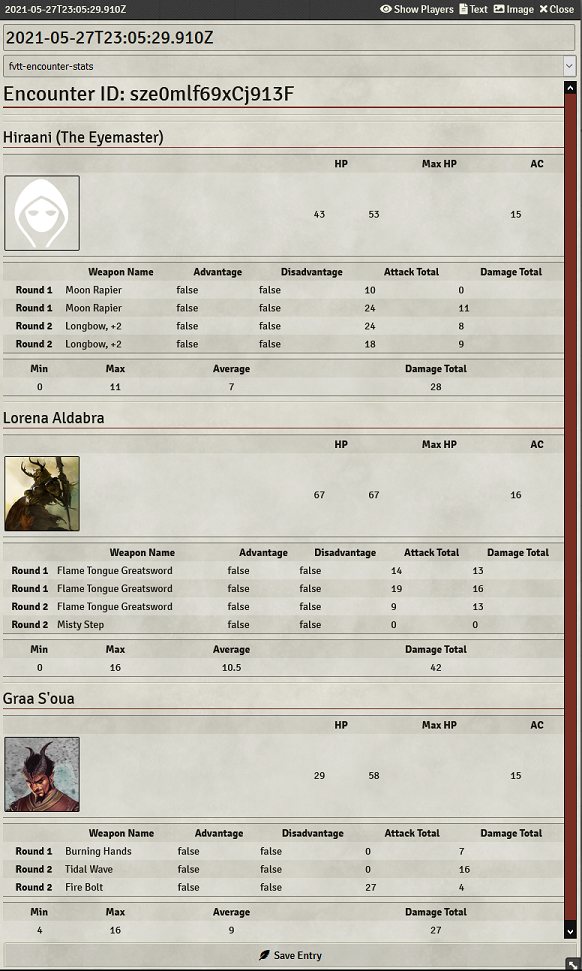 2021-05-27T23:05:29.910Z Show Players Text Image Close
2021-05-27T23:05:29.910Z
fvtt-encounter-stats
Encounter ID: sze0mlf69xCj913F
Hiraani (The Eyemaster)
HP Max HP AC
43 53 15
Weapon Name Advantage Disadvantage Attack Total Damage Total
Round 1 Moon Rapier false false 10 0
Round 1 Moon Rapier false false 24 11
Round 2 Longbow, +2 false false 24 8
Round 2 Longbow, +2 false false 18 9
Min Max Average Damage Total
0 11 7 28
Lorena Aldabra
HP Max HP AC
67 67 16
Weapon Name Advantage Disadvantage Attack Total Damage Total
Round 1 Flame Tongue Greatsword false false 14 13
Round 1 Flame Tongue Greatsword false false 19 16
Round 2 Flame Tongue Greatsword false false 9 13
Round 2 Misty Step false false 0 0
Min Max Average Damage Total
0 16 10.5 42
Graa S'oua
HP Max HP AC
29 58 15
Weapon Name Advantage Disadvantage Attack Total Damage Total
Round 1 Burning Hands false false 0 7
Round 2 Tidal Wave false false 0 16
Round 2 Fire Bolt false false 27 4
Min Max Average Damage Total
4 16 9 27
Save Entry